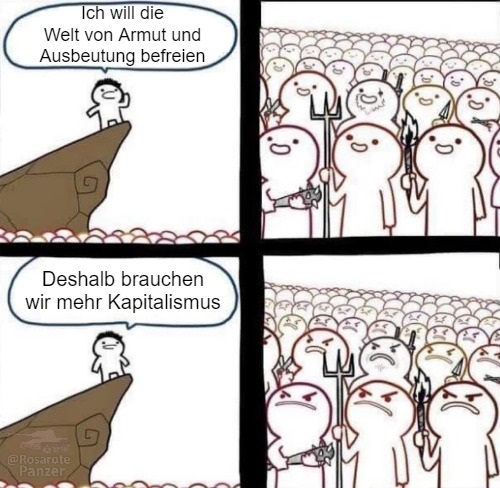 Ich will die
Welt von Armut und
Ausbeutung befreien
Deshalb brauchen
wir mehr Kapitalismus
@Rosarote
Panzer